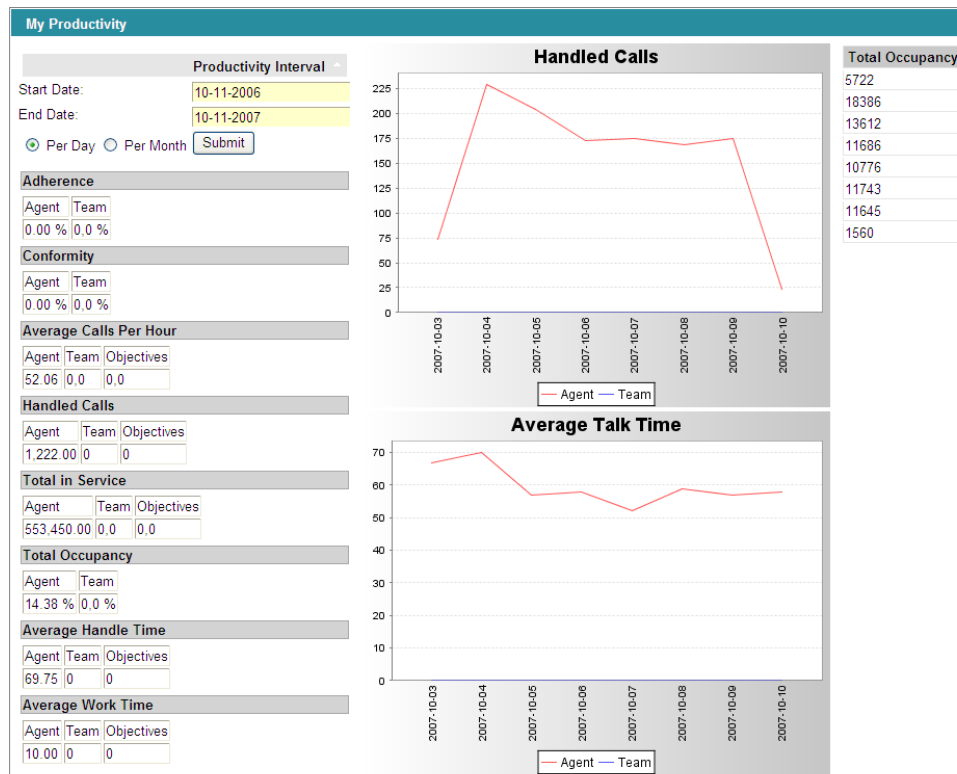 My Productivity
Productivity Interval
Start Date:
10-11-2006
End Date:
10-11-2007
Per Day Per Month Submit
Adherence
Agent Team
0.00 % 0,0 %
Conformity
Agent Team
0.00 % 0,0 %
Average Calls Per Hour
Agent Team Objectives
52.06 0,0 0,0
Handled Calls
Agent Team Objectives
1,222.00 0 0
Total in Service
Agent Team Objectives
553,450.00 0,0 0,0
Total Occupancy
Agent Team
14.38 % 0,0 %
Average Handle Time
Agent Team Objectives
69.75 0 0
Average Work Time
Agent Team Objectives
10.00 0 0
Handled Calls
225
200
175
150
125
100
75
50
25
0
2007-10-03
2007-10-04
2007-10-05
2007-10-06
2007-10-07
2007-10-08
2007-10-09
2007-10-10
Agent Team
Average Talk Time
70
60
50
40
30
20
10
0
2007-10-03
2007-10-04
2007-10-05
2007-10-06
2007-10-07
2007-10-08
2007-10-09
2007-10-10
Agent Team
Total Occupancy
5722
18386
13612
11686
10776
11743
11645
1560